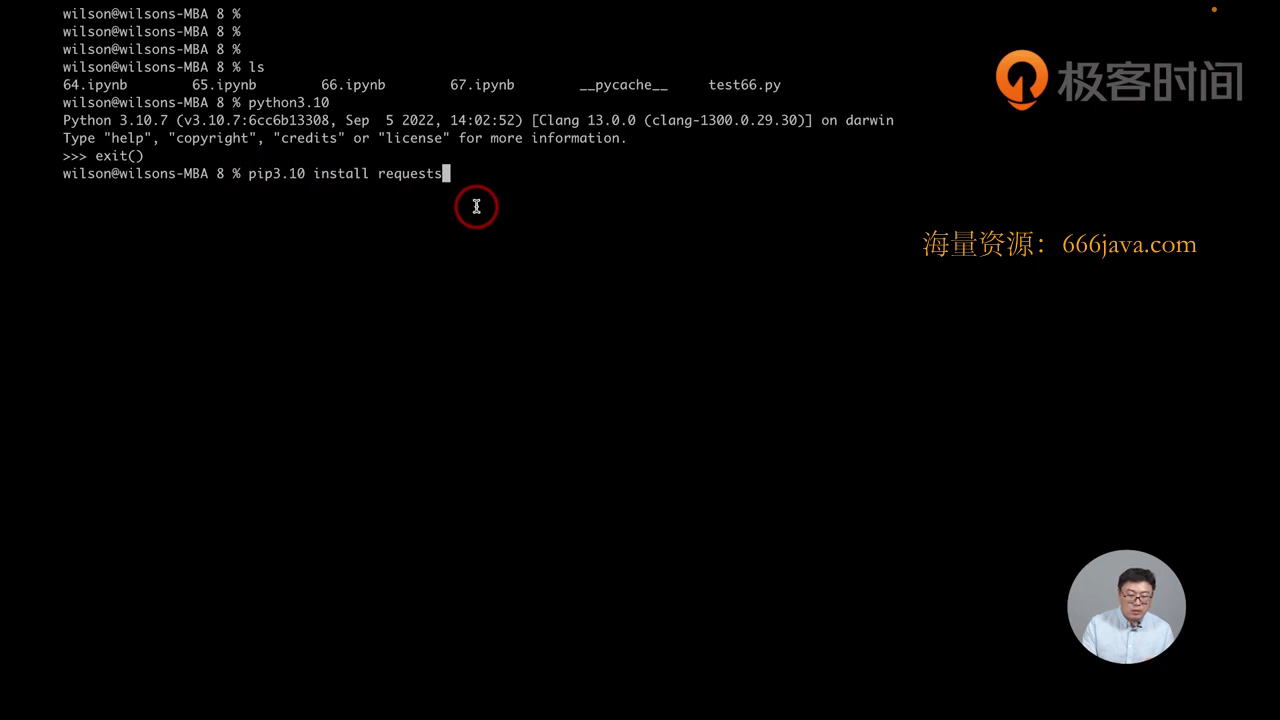 wilson@wilsons-MBA 8 %
wilson@wilsons-MBA 8 %
wilson@wilsons-MBA 8 %
wilson@wilsons-MBA 8 % ls
64.ipynb 65.ipynb 66.ipynb 67.ipynb __pycache__ test66.py
wilson@wilsons-MBA 8 % python3.10
Python 3.10.7 (v3.10.7:6cc6b13308, Sep  5 2022, 14:02:52) [Clang 13.0.0 (clang-1300.0.29.30)] on darwin
Type "help", "copyright", "credits" or "license" for more information.
>>> exit()
wilson@wilsons-MBA 8 % pip3.10 install requests
极客时间
海量资源：666java.com